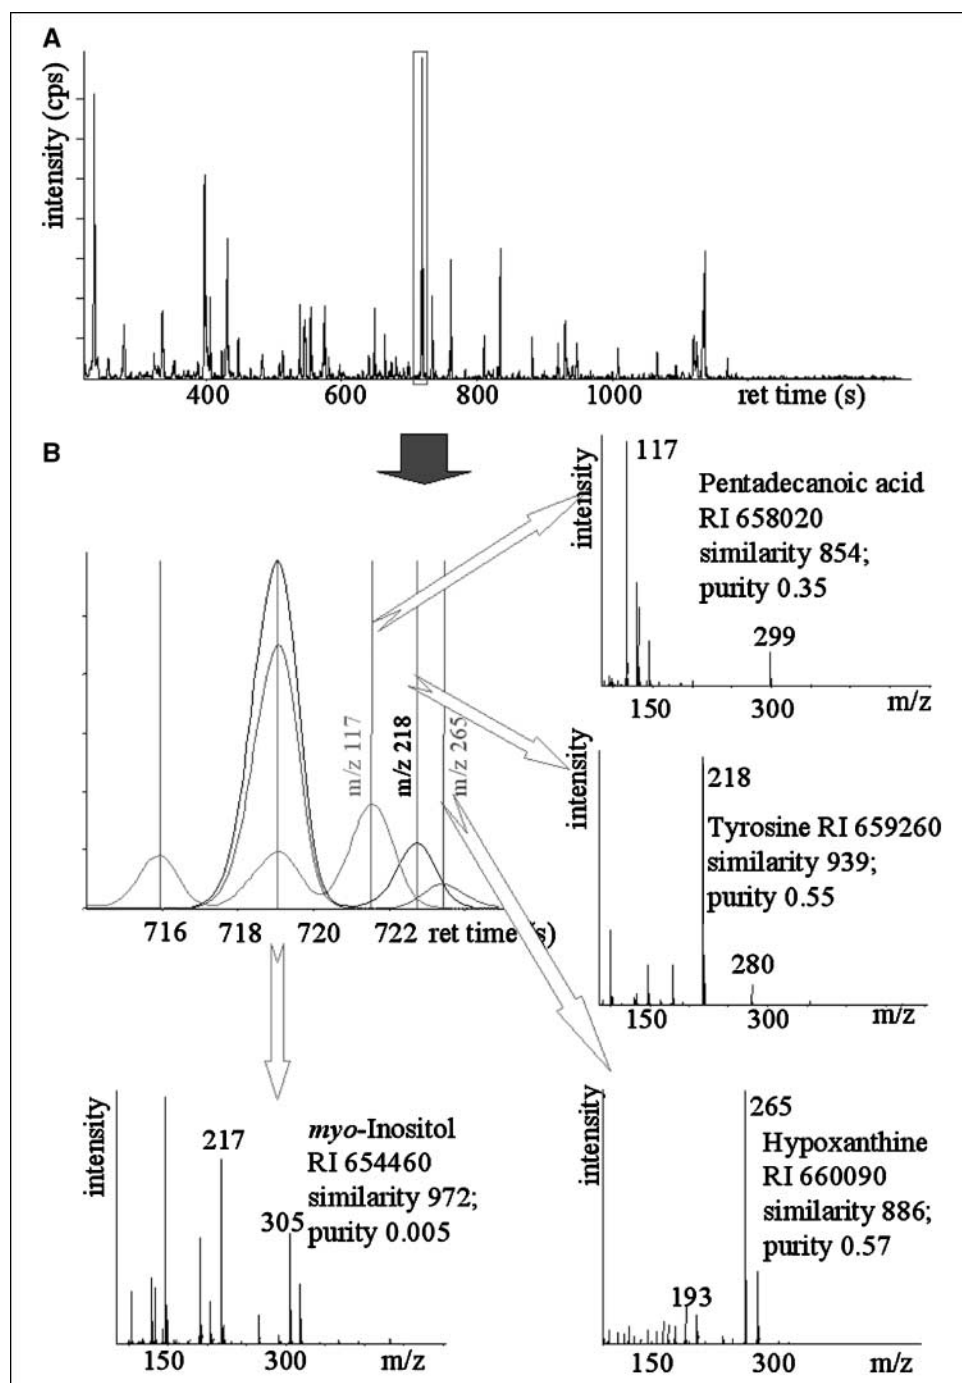 A
intensity (cps)
400 600 800 1000 ret time (s)
B
intensity
117
Pentadecanoic acid
RI 658020
similarity 854;
purity 0.35
299
150 300 m/z
m/z 117
m/z 218
m/z 265
716 718 720 722 ret time (s)
intensity
218
Tyrosine RI 659260
similarity 939;
purity 0.55
280
150 300 m/z
intensity
217
305
myo-Inositol
RI 654460
similarity 972;
purity 0.005
150 300 m/z
intensity
265
Hypoxanthine
RI 660090
similarity 886;
purity 0.57
193
150 300 m/z